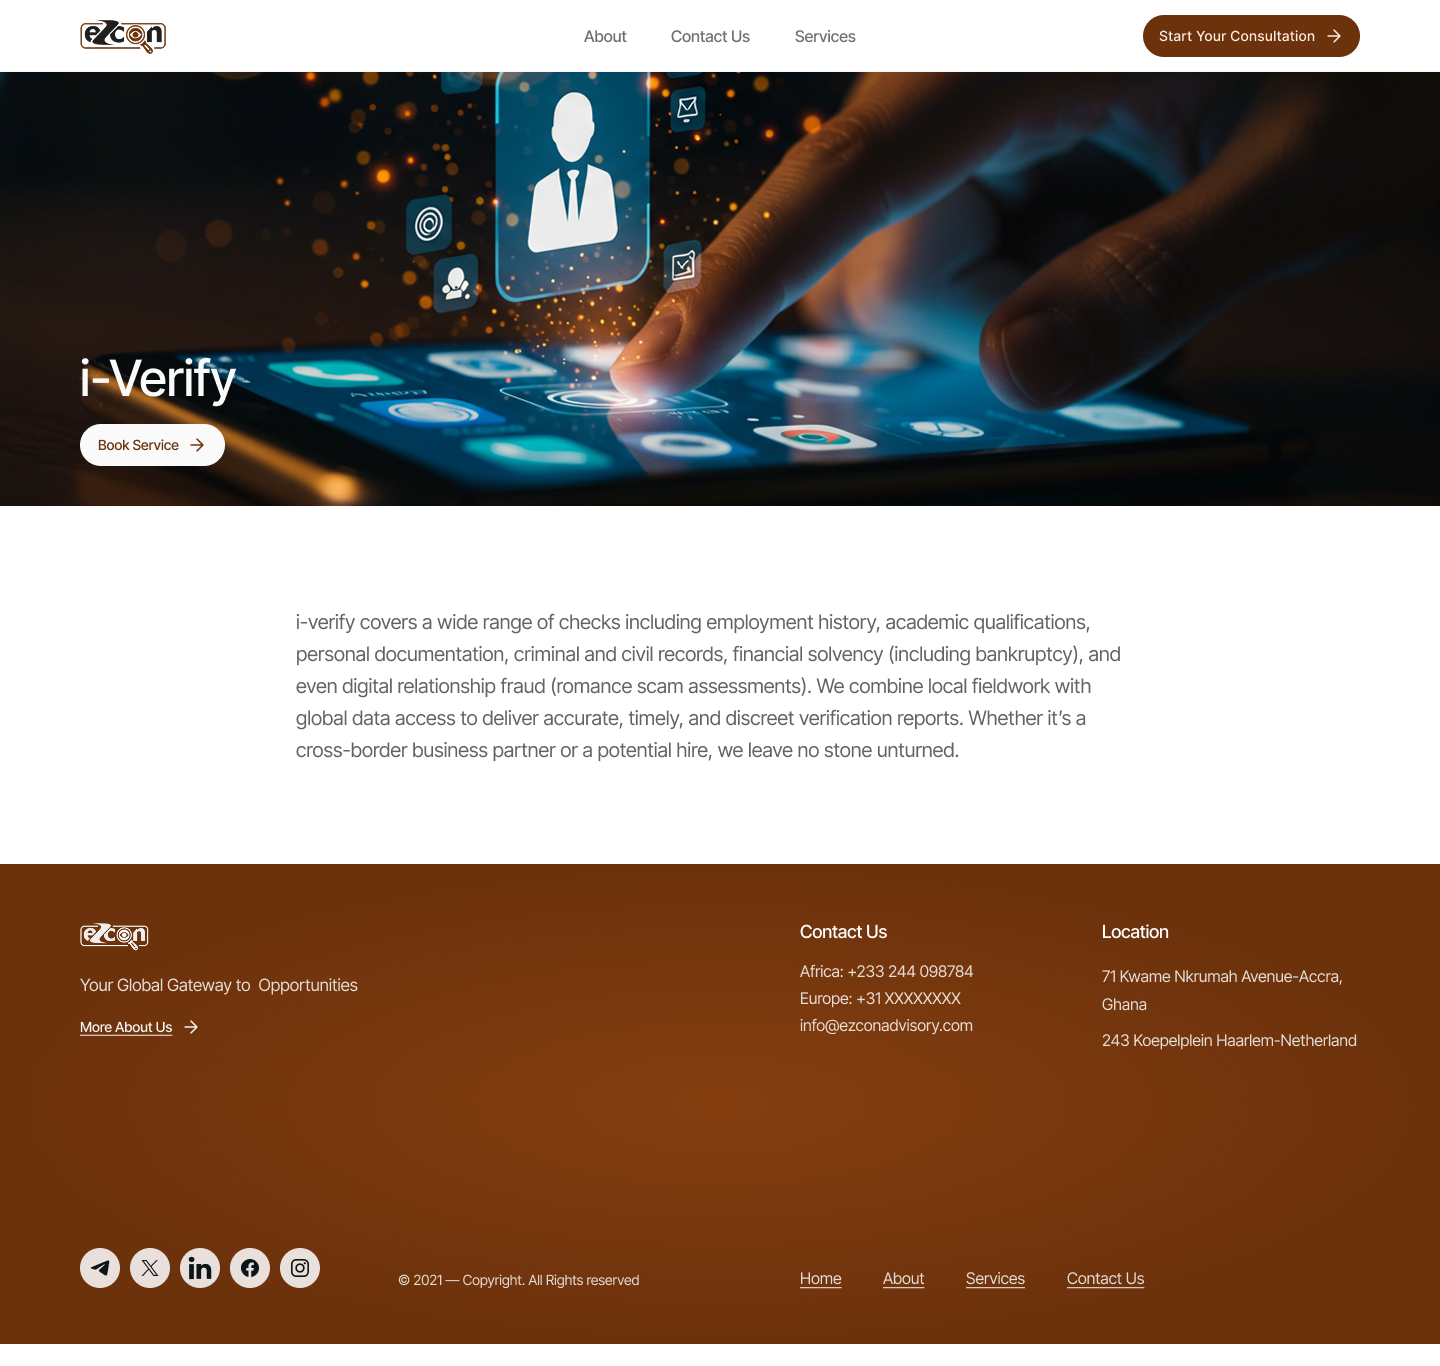 ezcon
About
Contact Us
Services
Start Your Consultation
i-Verify
Book Service
i-verify covers a wide range of checks including employment history, academic qualifications,
personal documentation, criminal and civil records, financial solvency (including bankruptcy), and
even digital relationship fraud (romance scam assessments). We combine local fieldwork with
global data access to deliver accurate, timely, and discreet verification reports. Whether it’s a
cross-border business partner or a potential hire, we leave no stone unturned.
ezcon
Your Global Gateway to  Opportunities
More About Us
Contact Us
Africa: +233 244 098784
Europe: +31 XXXXXXXX
info@ezconadvisory.com
Location
71 Kwame Nkrumah Avenue-Accra,
Ghana
243 Koepelplein Haarlem-Netherland
© 2021 — Copyright. All Rights reserved
Home
About
Services
Contact Us